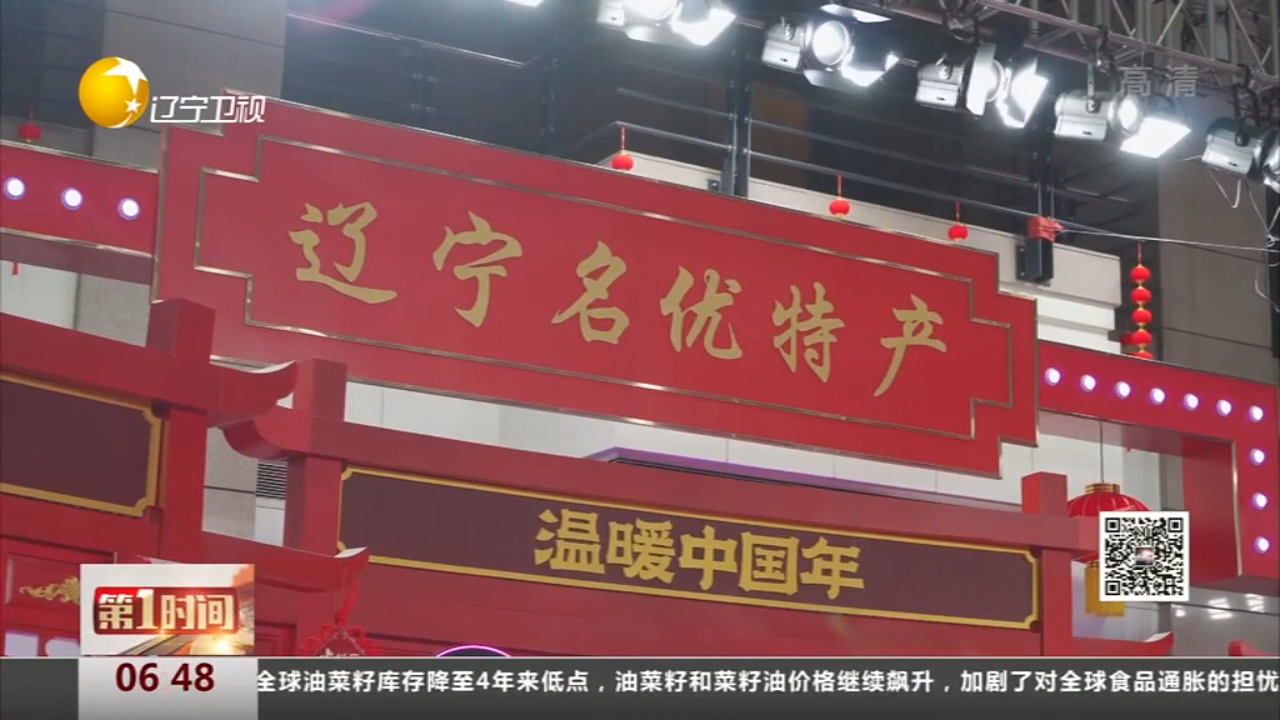 辽宁卫视
高清
辽宁名优特产
温暖中国年
第1时间
06 48
全球油菜籽库存降至4年来低点，油菜籽和菜籽油价格继续飙升，加剧了对全球食品通胀的担忧